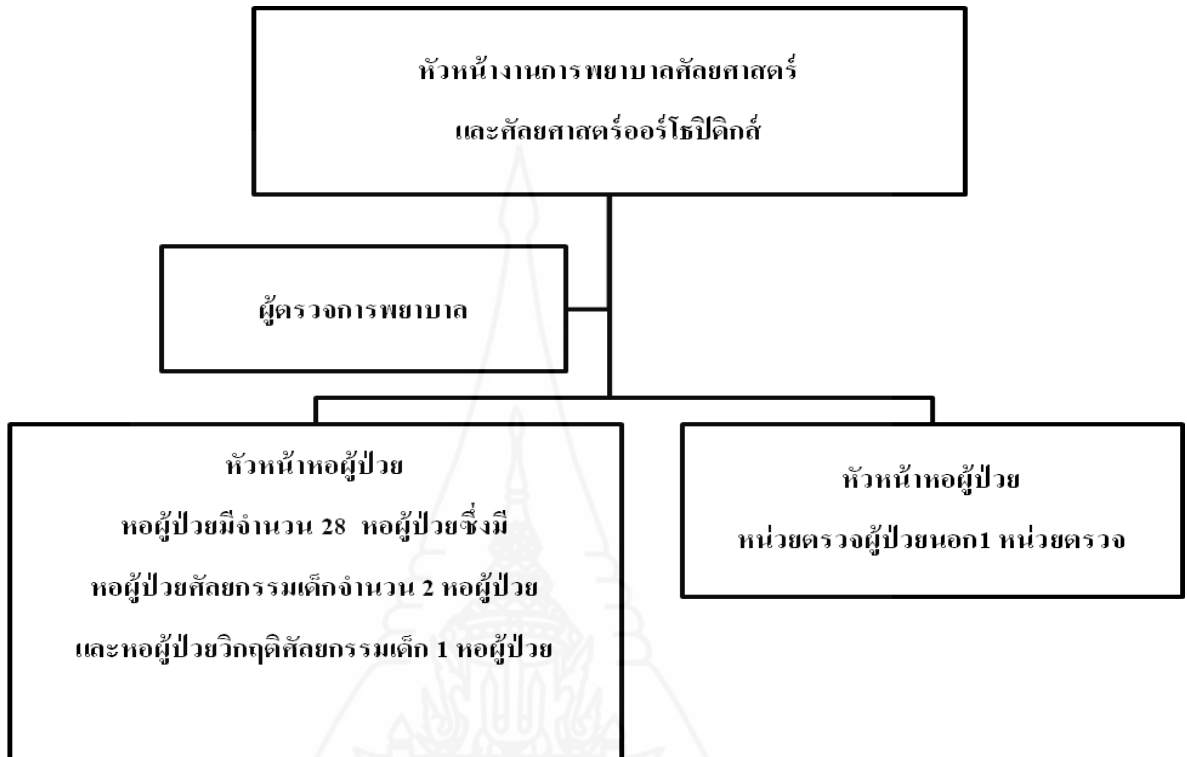 หัวหน้างานการพยาบาลศัลยศาสตร์
และศัลยศาสตร์ออร์โธปิดิกส์
ผู้ตรวจการพยาบาล
หัวหน้าหอผู้ป่วย
หอผู้ป่วยมีจำนวน 28 หอผู้ป่วยซึ่งมี
หอผู้ป่วยศัลยกรรมเด็กจำนวน 2 หอผู้ป่วย
และหอผู้ป่วยวิกฤติศัลยกรรมเด็ก 1 หอผู้ป่วย
หัวหน้าหอผู้ป่วย
หน่วยตรวจผู้ป่วยนอก1 หน่วยตรวจ